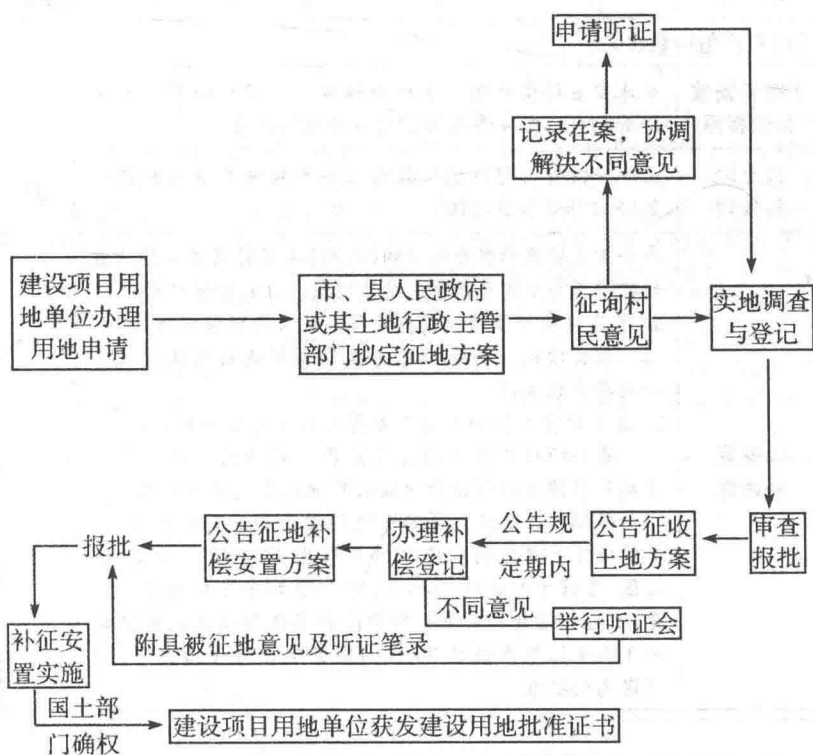 申请听证
记录在案，协调
解决不同意见
建设项目用
地单位办理
用地申请
市、县人民政府
或其土地行政主管
部门拟定征地方案
征询村
民意见
实地调查
与登记
审查
报批
公告征收
土地方案
公告规
定期内
办理补
偿登记
公告征地补
偿安置方案
报批
不同意见
举行听证会
附具被征地意见及听证笔录
补征安
置实施
国土部
门确权
建设项目用地单位获发建设用地批准证书